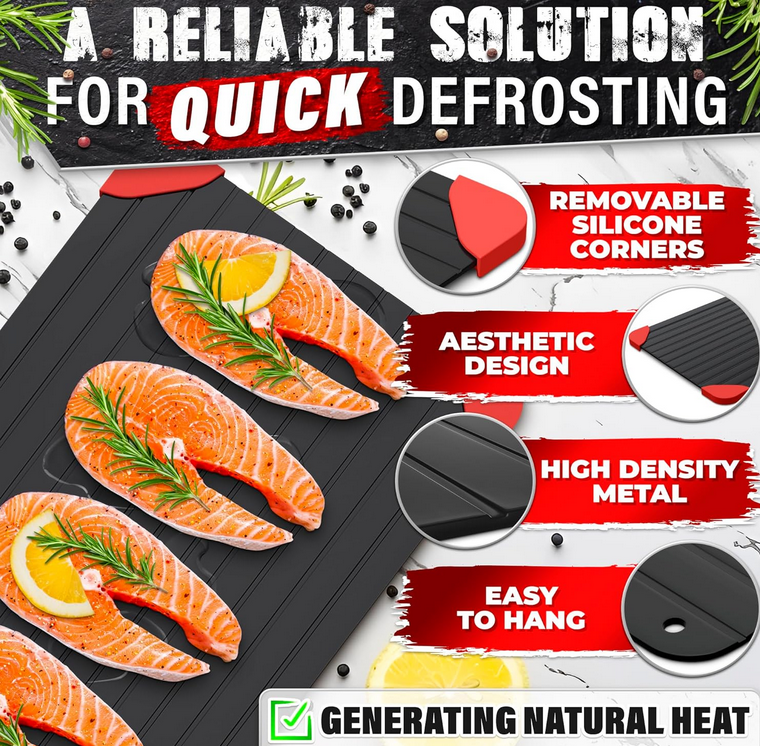 A RELIABLE SOLUTION
FOR QUICK DEFROSTING
REMOVABLE
SILICONE
CORNERS
AESTHETIC
DESIGN
HIGH DENSITY
METAL
EASY
TO HANG
GENERATING NATURAL HEAT